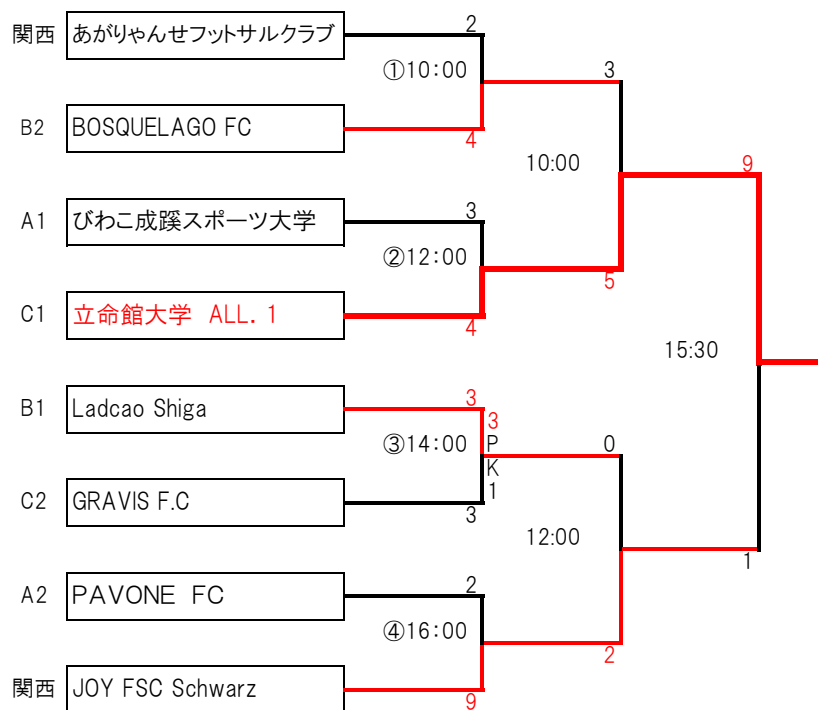 関西 あがりゃんせフットサルクラブ 2
①10:00 3
B2 BOSQUELAGO FC 4
10:00 9
A1 びわこ成蹊スポーツ大学 3
②12:00 5
C1 立命館大学 ALL.1 4
15:30
B1 Ladcao Shiga 3
3
③14:00 P 0
K
1
C2 GRAVIS F.C 3
12:00 1
A2 PAVONE FC 2
④16:00 2
関西 JOY FSC Schwarz 9